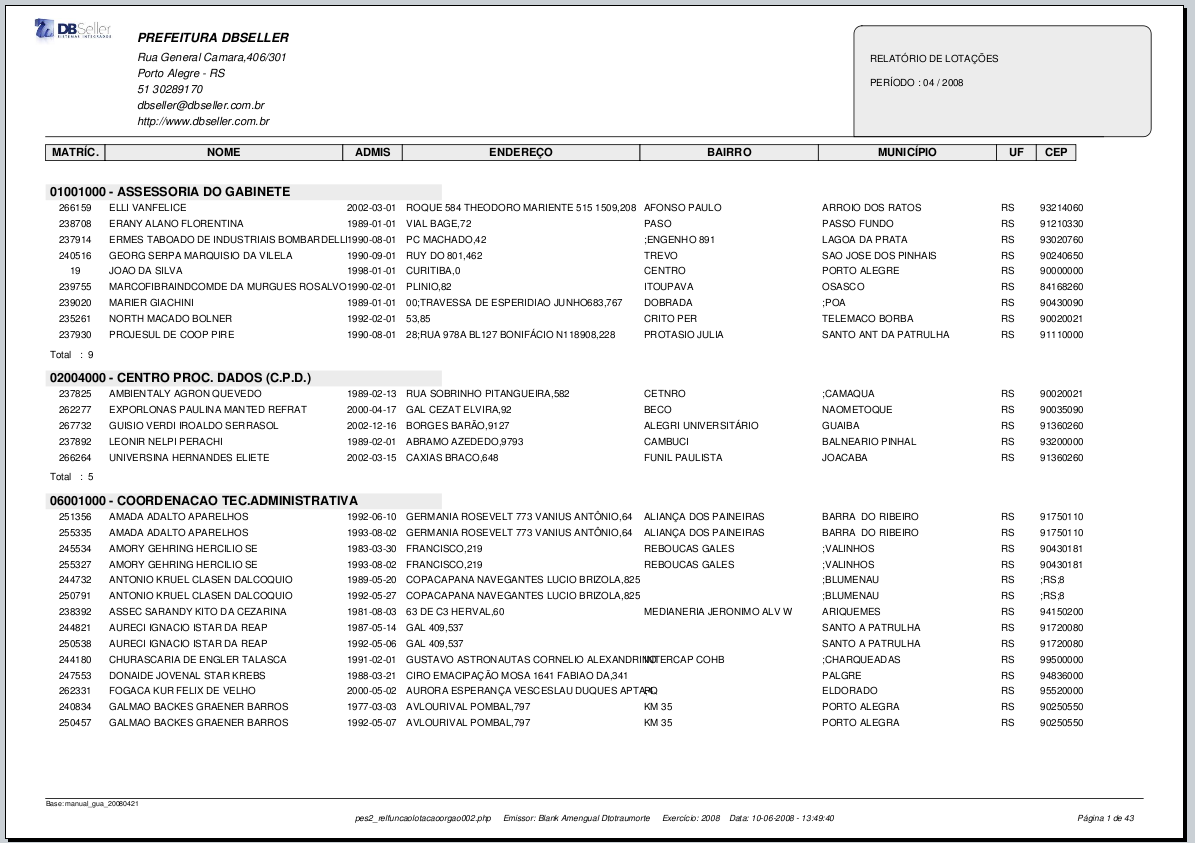 DBSeller
SISTEMAS INTEGRADOS
PREFEITURA DBSELLER
Rua General Camara,406/301
Porto Alegre - RS
51 30289170
dbseller@dbseller.com.br
http://www.dbseller.com.br
RELATÓRIO DE LOTAÇÕES
PERÍODO : 04 / 2008
MATRÍC. NOME ADMIS ENDEREÇO BAIRRO MUNICÍPIO UF CEP
01001000 - ASSESSORIA DO GABINETE
266159 ELLI VANFELICE 2002-03-01 ROQUE 584 THEODORO MARIENTE 515 1509,208 AFONSO PAULO ARROIO DOS RATOS RS 93214060
238708 ERANY ALANO FLORENTINA 1989-01-01 VIAL BAGE,72 PASO PASSO FUNDO RS 91210330
237914 ERMES TABOADO DE INDUSTRIAIS BOMBARDELLI 1990-08-01 PC MACHADO,42 ;ENGENHO 891 LAGOA DA PRATA RS 93020760
240516 GEORG SERPA MARQUISIO DA VILELA 1990-09-01 RUY DO 801,462 TREVO SAO JOSE DOS PINHAIS RS 90240650
19 JOAO DA SILVA 1998-01-01 CURITIBA,0 CENTRO PORTO ALEGRE RS 90000000
239755 MARCOFIBRAINDCOMDE DA MURGUES ROSALVO 1990-02-01 PLINIO,82 ITOUPAVA OSASCO RS 84168260
239020 MARIER GIACHINI 1989-01-01 00;TRAVESSA DE ESPERIDIAO JUNHO683,767 DOBRADA ;POA RS 90430090
235261 NORTH MACADO BOLNER 1992-02-01 53,85 CRITO PER TELEMACO BORBA RS 90020021
237930 PROJESUL DE COOP PIRE 1990-08-01 28;RUA 978A BL127 BONIFÁCIO N118908,228 PROTASIO JULIA SANTO ANT DA PATRULHA RS 91110000
Total : 9
02004000 - CENTRO PROC. DADOS (C.P.D.)
237825 AMBIENTALY AGRON QUEVEDO 1989-02-13 RUA SOBRINHO PITANGUEIRA,582 CETNRO ;CAMAQUA RS 90020021
262277 EXPORLONAS PAULINA MANTED REFRAT 2000-04-17 GAL CEZAT ELVIRA,92 BECO NAOMETOQUE RS 90035090
267732 GUISIO VERDI IROALDO SERRASOL 2002-12-16 BORGES BARÃO,9127 ALEGRI UNIVERSITÁRIO GUAIBA RS 91360260
237892 LEONIR NELPI PERACHI 1989-02-01 ABRAMO AZEDEDO,9793 CAMBUCI BALNEARIO PINHAL RS 93200000
266264 UNIVERSINA HERNANDES ELIETE 2002-03-15 CAXIAS BRACO,648 FUNIL PAULISTA JOACABA RS 91360260
Total : 5
06001000 - COORDENACAO TEC.ADMINISTRATIVA
251356 AMADA ADALTO APARELHOS 1992-06-10 GERMANIA ROSEVELT 773 VANIUS ANTÔNIO,64 ALIANÇA DOS PAINEIRAS BARRA DO RIBEIRO RS 91750110
255335 AMADA ADALTO APARELHOS 1993-08-02 GERMANIA ROSEVELT 773 VANIUS ANTÔNIO,64 ALIANÇA DOS PAINEIRAS BARRA DO RIBEIRO RS 91750110
245534 AMORY GEHRING HERCILIO SE 1983-03-30 FRANCISCO,219 REBOUCAS GALES ;VALINHOS RS 90430181
255327 AMORY GEHRING HERCILIO SE 1993-08-02 FRANCISCO,219 REBOUCAS GALES ;VALINHOS RS 90430181
244732 ANTONIO KRUEL CLASEN DALCOQUIO 1989-05-20 COPACAPANA NAVEGANTES LUCIO BRIZOLA,825 ;BLUMENAU RS ;RS;8
250791 ANTONIO KRUEL CLASEN DALCOQUIO 1992-05-27 COPACAPANA NAVEGANTES LUCIO BRIZOLA,825 ;BLUMENAU RS ;RS;8
238392 ASSEC SARANDY KITO DA CEZARINA 1981-08-03 63 DE C3 HERVAL,60 MEDIANERIA JERONIMO ALV W ARIQUEMES RS 94150200
244821 AURECI IGNACIO ISTAR DA REAP 1987-05-14 GAL 409,537 SANTO A PATRULHA RS 91720080
250538 AURECI IGNACIO ISTAR DA REAP 1992-05-06 GAL 409,537 SANTO A PATRULHA RS 91720080
244180 CHURASCARIA DE ENGLER TALASCA 1991-02-01 GUSTAVO ASTRONAUTAS CORNELIO COHB ;CHARQUEADAS RS 99500000
247553 DONAIDE JOVENAL STAR KREBS 1988-03-21 CIRO EMACIPAÇÃO MOSA 1641 FABIAO DA,341 PALGRE RS 94836000
262331 FOGACA KUR FELIX DE VELHO 2000-05-02 AURORA ESPERANÇA VESCESLAU DUQUES ELDORADO RS 95520000
240834 GALMAO BACKES GRAENER BARROS 1977-03-03 AVLOURIVAL POMBAL,797 KM 35 PORTO ALEGRA RS 90250550
250457 GALMAO BACKES GRAENER BARROS 1992-05-07 AVLOURIVAL POMBAL,797 KM 35 PORTO ALEGRA RS 90250550
Base: manual_gua_20080421
pes2_relfuncaolotacaoorgao002.php Emissor: Blank Amengual Dtotraumorte Exercício: 2008 Data: 10-06-2008 - 13:49:40 Página 1 de 43